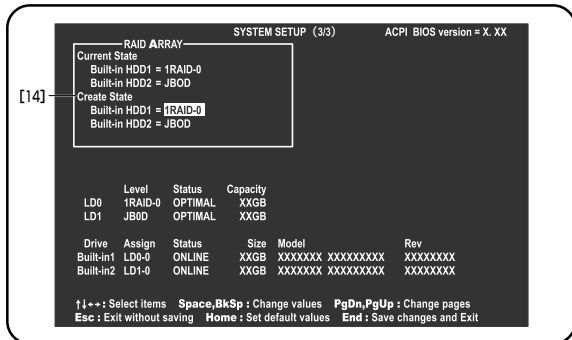 SYSTEM SETUP (3/3) ACPI BIOS version = X. XX
RAID ARRAY
Current State
Built-in HDD1 = 1RAID-0
Built-in HDD2 = JBOD
[14]
Create State
Built-in HDD1 = 1RAID-0
Built-in HDD2 = JBOD
Level Status Capacity
LD0 1RAID-0 OPTIMAL XXGB
LD1 JB0D OPTIMAL XXGB
Drive Assign Status Size Model Rev
Built-in1 LD0-0 ONLINE XXGB XXXXXXX XXXXXXXXX XXXXXXXX
Built-in2 LD1-0 ONLINE XXGB XXXXXXX XXXXXXXXX XXXXXXXX
↑↓←→ : Select items Space,BkSp : Change values PgDn,PgUp : Change pages
Esc : Exit without saving Home : Set default values End : Save changes and Exit